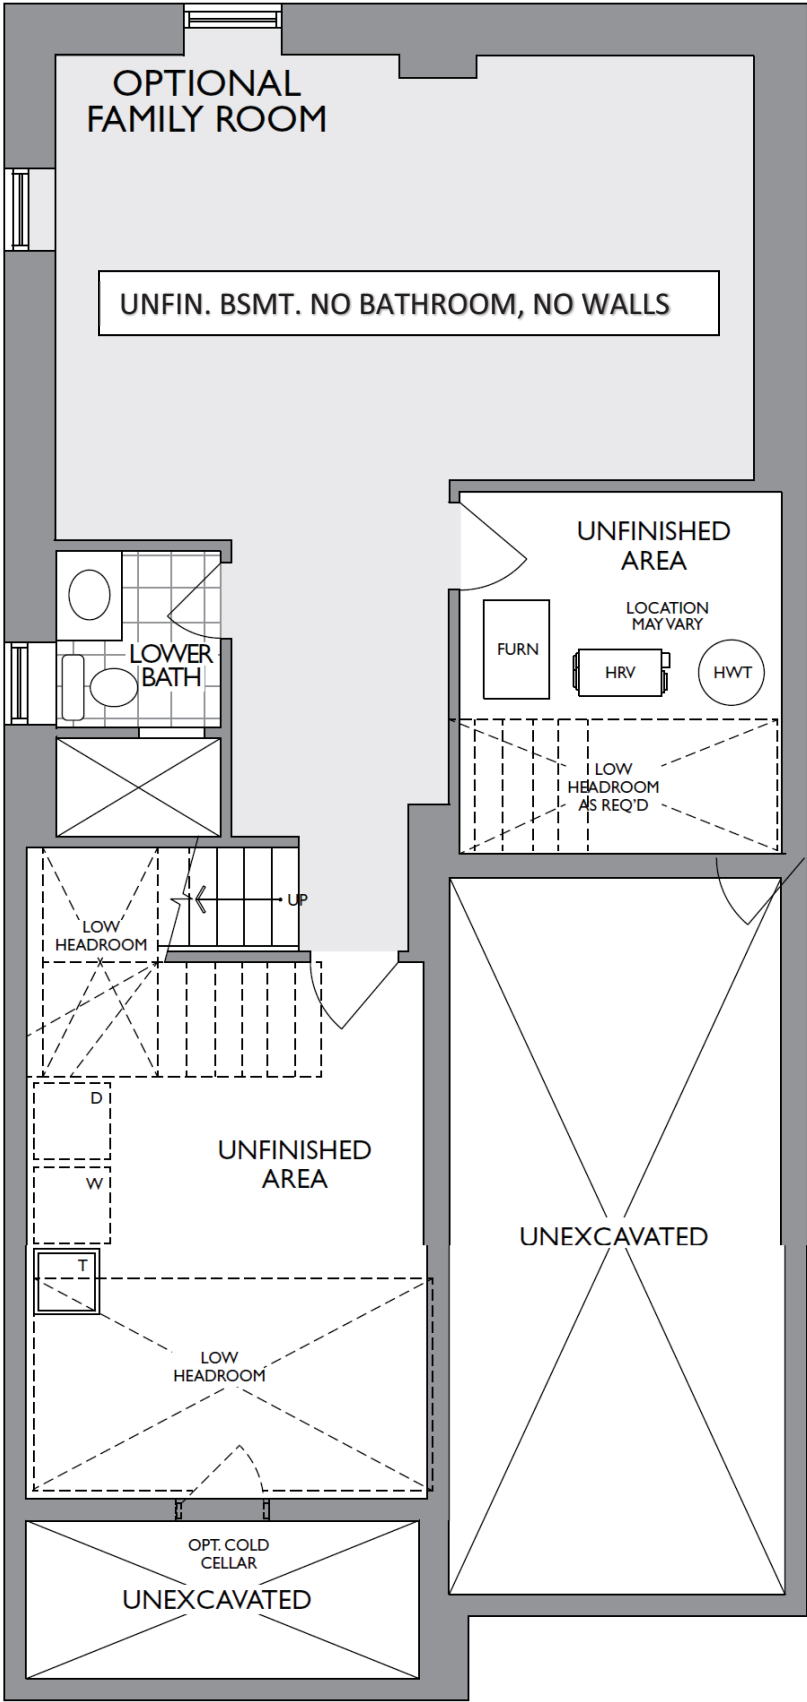 OPTIONAL
FAMILY ROOM
UNFIN. BSMT. NO BATHROOM, NO WALLS
UNFINISHED
AREA
LOCATION
MAY VARY
FURN
HRV
HWT
LOWER
BATH
LOW
HEADROOM
AS REQ'D
UP
LOW
HEADROOM
D
UNFINISHED
AREA
W
UNEXCAVATED
T
LOW
HEADROOM
OPT. COLD
CELLAR
UNEXCAVATED